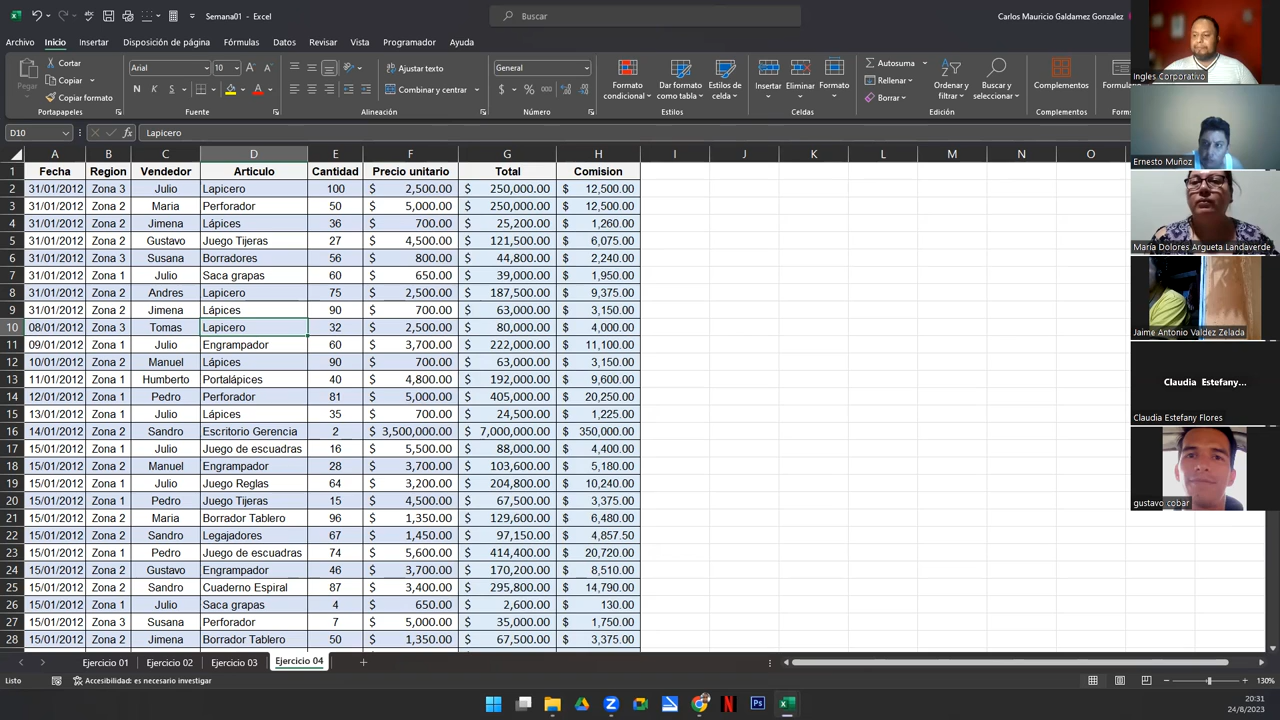 Semana01 - Excel
Buscar
Carlos Mauricio Galdamez Gonzalez
Archivo Inicio Insertar Disposición de página Fórmulas Datos Revisar Vista Programador Ayuda
Pegar
Cortar
Copiar
Copiar formato
Portapapeles
Arial 10
N K S
Fuente
Ajustar texto
Combinar y centrar
Alineación
General
Número
Formato condicional
Dar formato como tabla
Estilos de celda
Estilos
Insertar Eliminar Formato
Celdas
Autosuma
Rellenar
Borrar
Ordenar y filtrar
Buscar y seleccionar
Edición
Complementos
Complementos
D10 Lapicero
A B C D E F G H I J K L M N O
1 Fecha Region Vendedor Articulo Cantidad Precio unitario Total Comision
2 31/01/2012 Zona 3 Julio Lapicero 100 $ 2,500.00 $ 250,000.00 $ 12,500.00
3 31/01/2012 Zona 2 Maria Perforador 50 $ 5,000.00 $ 250,000.00 $ 12,500.00
4 31/01/2012 Zona 2 Jimena Lápices 36 $ 700.00 $ 25,200.00 $ 1,260.00
5 31/01/2012 Zona 2 Gustavo Juego Tijeras 27 $ 4,500.00 $ 121,500.00 $ 6,075.00
6 31/01/2012 Zona 3 Susana Borradores 56 $ 800.00 $ 44,800.00 $ 2,240.00
7 31/01/2012 Zona 1 Julio Saca grapas 60 $ 650.00 $ 39,000.00 $ 1,950.00
8 31/01/2012 Zona 2 Andres Lapicero 75 $ 2,500.00 $ 187,500.00 $ 9,375.00
9 31/01/2012 Zona 2 Jimena Lápices 90 $ 700.00 $ 63,000.00 $ 3,150.00
10 08/01/2012 Zona 3 Tomas Lapicero 32 $ 2,500.00 $ 80,000.00 $ 4,000.00
11 09/01/2012 Zona 1 Julio Engrampador 60 $ 3,700.00 $ 222,000.00 $ 11,100.00
12 10/01/2012 Zona 2 Manuel Lápices 90 $ 700.00 $ 63,000.00 $ 3,150.00
13 11/01/2012 Zona 1 Humberto Portalápices 40 $ 4,800.00 $ 192,000.00 $ 9,600.00
14 12/01/2012 Zona 1 Pedro Perforador 81 $ 5,000.00 $ 405,000.00 $ 20,250.00
15 13/01/2012 Zona 1 Julio Lápices 35 $ 700.00 $ 24,500.00 $ 1,225.00
16 14/01/2012 Zona 2 Sandro Escritorio Gerencia 2 $ 3,500,000.00 $ ,000,000.00 $ 350,000.00
17 15/01/2012 Zona 1 Julio Juego de escuadras 16 $ 5,500.00 $ 88,000.00 $ 4,400.00
18 15/01/2012 Zona 2 Manuel Engrampador 28 $ 3,700.00 $ 103,600.00 $ 5,180.00
19 15/01/2012 Zona 1 Julio Juego Reglas 64 $ 3,200.00 $ 204,800.00 $ 10,240.00
20 15/01/2012 Zona 1 Pedro Juego Tijeras 15 $ 4,500.00 $ 67,500.00 $ 3,375.00
21 15/01/2012 Zona 2 Maria Borrador Tablero 96 $ 1,350.00 $ 129,600.00 $ 6,480.00
22 15/01/2012 Zona 2 Sandro Legajadores 67 $ 1,450.00 $ 97,150.00 $ 4,857.50
23 15/01/2012 Zona 1 Pedro Juego de escuadras 74 $ 5,600.00 $ 414,400.00 $ 20,720.00
24 15/01/2012 Zona 2 Gustavo Engrampador 46 $ 3,700.00 $ 170,200.00 $ 8,510.00
25 15/01/2012 Zona 2 Sandro Cuaderno Espiral 87 $ 3,400.00 $ 295,800.00 $ 14,790.00
26 15/01/2012 Zona 1 Julio Saca grapas 4 $ 650.00 $ 2,600.00 $ 130.00
27 15/01/2012 Zona 3 Susana Perforador 7 $ 5,000.00 $ 35,000.00 $ 1,750.00
28 15/01/2012 Zona 2 Jimena Borrador Tablero 50 $ 1,350.00 $ 67,500.00 $ 3,375.00
Ejercicio 01 Ejercicio 02 Ejercicio 03 Ejercicio 04
Listo Accesibilidad: es necesario investigar 130%
20:31
24/8/2023
Ingles Corporativo
Ernesto Muñoz
María Dolores Argueta Landaverde
Jaime Antonio Valdez Zelada
Claudia Estefany...
Claudia Estefany Flores
gustavo cobar